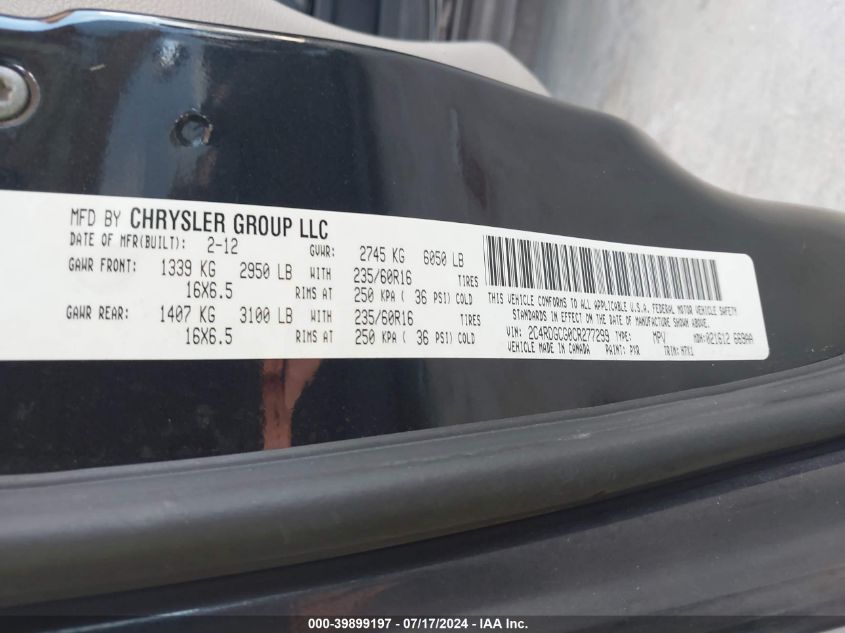 MFD BY CHRYSLER GROUP LLC
DATE OF MFR(BUILT): 2-12 GVWR: 2745 KG 6050 LB
GAWR FRONT: 1339 KG 2950 LB WITH 235/60R16 TIRES
16X6.5 RIMS AT 250 KPA ( 36 PSI) COLD
GAWR REAR: 1407 KG 3100 LB WITH 235/60R16 TIRES
16X6.5 RIMS AT 250 KPA ( 36 PSI) COLD
THIS VEHICLE CONFORMS TO ALL APPLICABLE U.S.A. FEDERAL MOTOR VEHICLE SAFETY
STANDARDS IN EFFECT ON THE DATE OF MANUFACTURE SHOWN ABOVE.
VIN: 2C4RDGCG0CR277299 TYPE: MPV MDH: 021612 669AA
VEHICLE MADE IN CANADA PAINT: PXR TRIM:
000-39899197 - 07/17/2024 - IAA Inc.